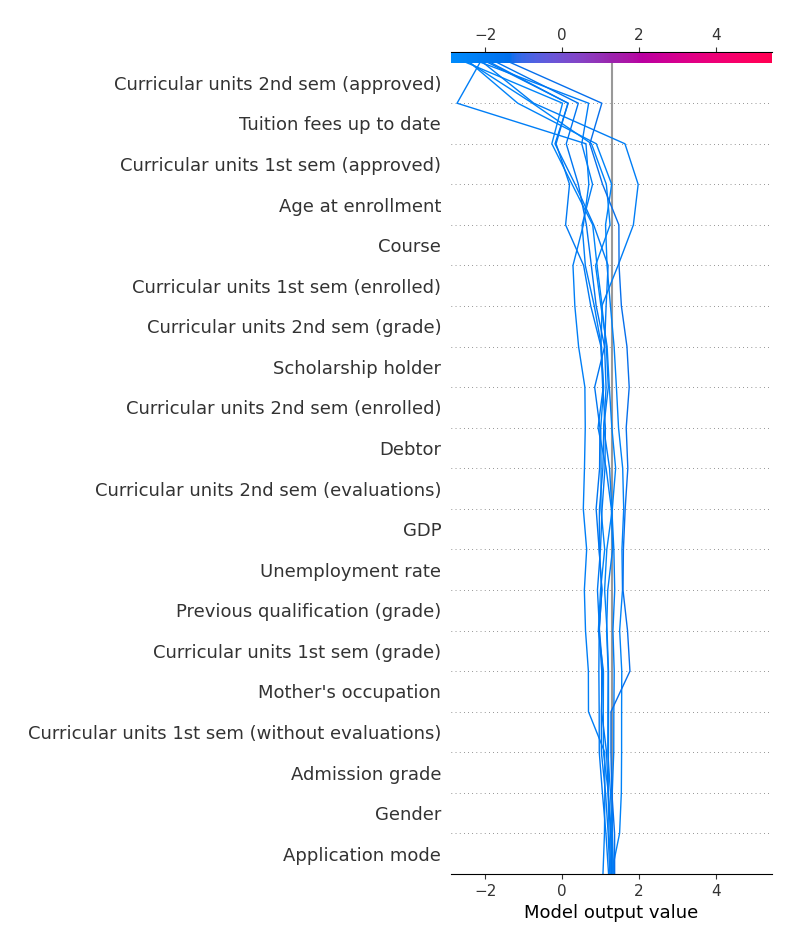 −2 0 2 4
Curricular units 2nd sem (approved)
Tuition fees up to date
Curricular units 1st sem (approved)
Age at enrollment
Course
Curricular units 1st sem (enrolled)
Curricular units 2nd sem (grade)
Scholarship holder
Curricular units 2nd sem (enrolled)
Debtor
Curricular units 2nd sem (evaluations)
GDP
Unemployment rate
Previous qualification (grade)
Curricular units 1st sem (grade)
Mother's occupation
Curricular units 1st sem (without evaluations)
Admission grade
Gender
Application mode
−2 0 2 4
Model output value